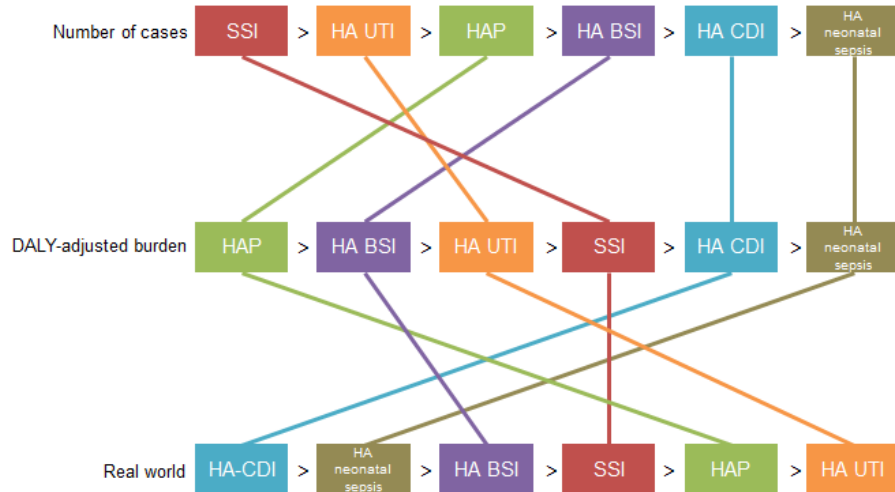 Number of cases SSI > HA UTI > HAP > HA BSI > HA CDI > HA neonatal sepsis
DALY-adjusted burden HAP > HA BSI > HA UTI > SSI > HA CDI > HA neonatal sepsis
Real world HA-CDI > HA neonatal sepsis > HA BSI > SSI > HAP > HA UTI